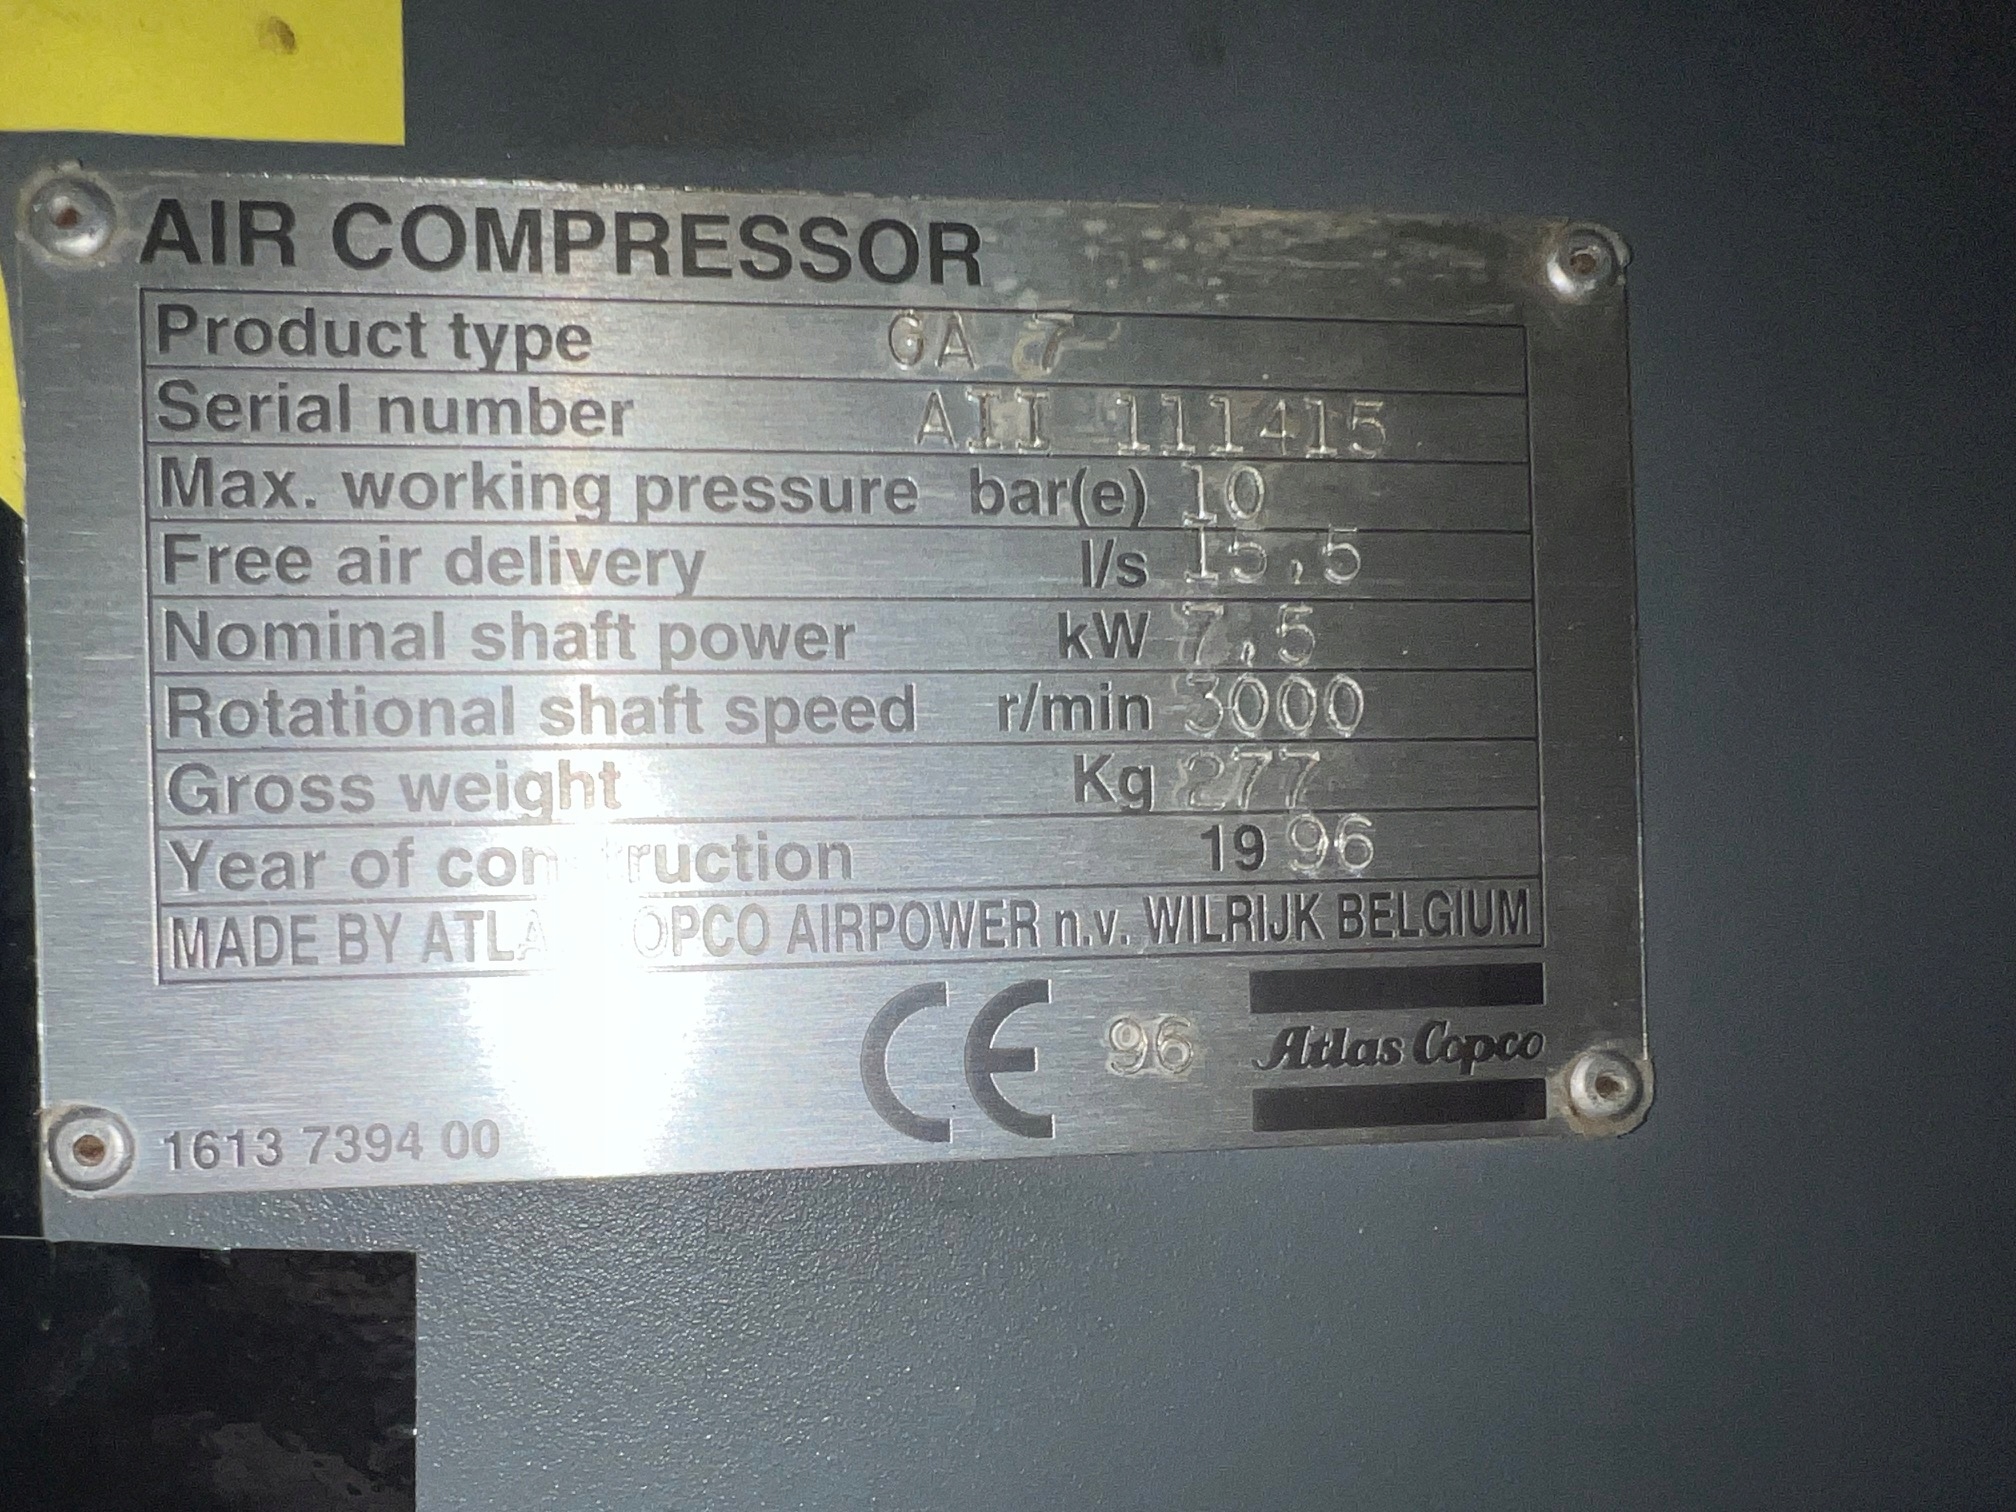 AIR COMPRESSOR
Product type GA 7
Serial number AII 111415
Max. working pressure bar(e) 10
Free air delivery l/s 15,5
Nominal shaft power kW 7,5
Rotational shaft speed r/min 3000
Gross weight Kg 277
Year of construction 1996
MADE BY ATLAS COPCO AIRPOWER n.v. WILRIJK BELGIUM
CE 96 Atlas Copco
1613 7394 00